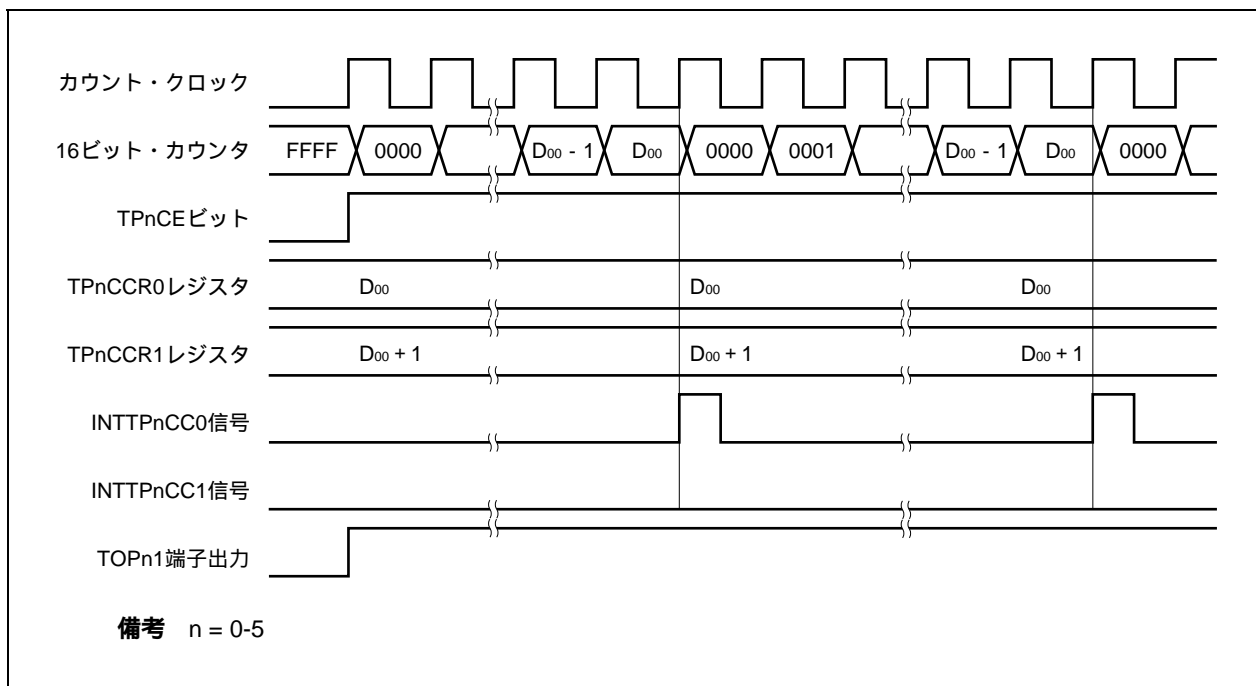 カウント・クロック
16ビット・カウンタ FFFF 0000 D00 - 1 D00 0000 0001 D00 - 1 D00 0000
TPnCEビット
TPnCCR0レジスタ D00 D00 D00
TPnCCR1レジスタ D00 + 1 D00 + 1 D00 + 1
INTTPnCC0信号
INTTPnCC1信号
TOPn1端子出力
備考 n = 0-5